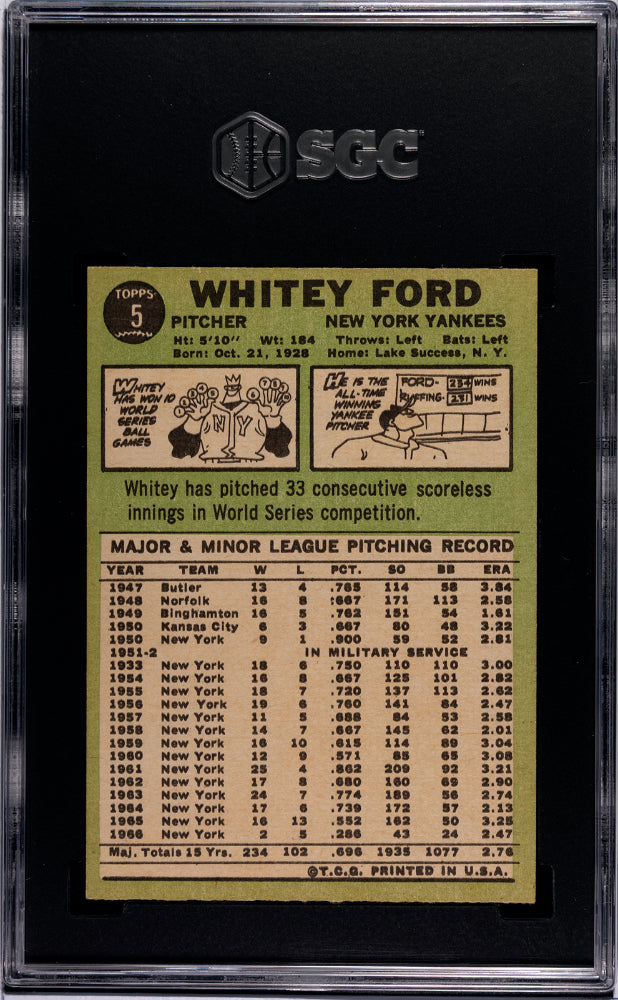 SGC
TOPPS
5
WHITEY FORD
PITCHER NEW YORK YANKEES
Ht: 5'10" Wt: 184 Throws: Left Bats: Left
Born: Oct. 21, 1928 Home: Lake Success, N. Y.
WHITEY
HAS WON 10
WORLD
SERIES
BALL
GAMES
NY
HE IS THE
ALL-TIME
WINNING
YANKEE
PITCHER
FORD- 234 WINS
RUFFING- 231 WINS
Whitey has pitched 33 consecutive scoreless
innings in World Series competition.
MAJOR & MINOR LEAGUE PITCHING RECORD
YEAR TEAM W L PCT. SO BB ERA
1947 Butler 13 4 .765 114 58 3.84
1948 Norfolk 16 8 .667 171 113 2.58
1949 Binghamton 16 5 .762 151 54 1.61
1950 Kansas City 6 3 .667 80 48 3.22
1950 New York 9 1 .900 59 52 2.81
1951-2 IN MILITARY SERVICE
1933 New York 18 6 .750 110 110 3.00
1954 New York 16 8 .667 125 101 2.82
1955 New York 18 7 .720 137 113 2.62
1956 New York 19 6 .760 141 84 2.47
1957 New York 11 5 .688 84 53 2.58
1958 New York 14 7 .667 145 62 2.01
1959 New York 16 10 .615 114 89 3.04
1960 New York 12 9 .571 85 65 3.08
1961 New York 25 4 .862 209 92 3.21
1962 New York 17 8 .680 160 69 2.90
1963 New York 24 7 .774 189 56 2.74
1964 New York 17 6 .739 172 57 2.13
1965 New York 16 13 .552 162 50 3.25
1966 New York 2 5 .286 43 24 2.47
Maj. Totals 15 Yrs. 234 102 .696 1935 1077 2.76
©T.C.G. PRINTED IN U.S.A.